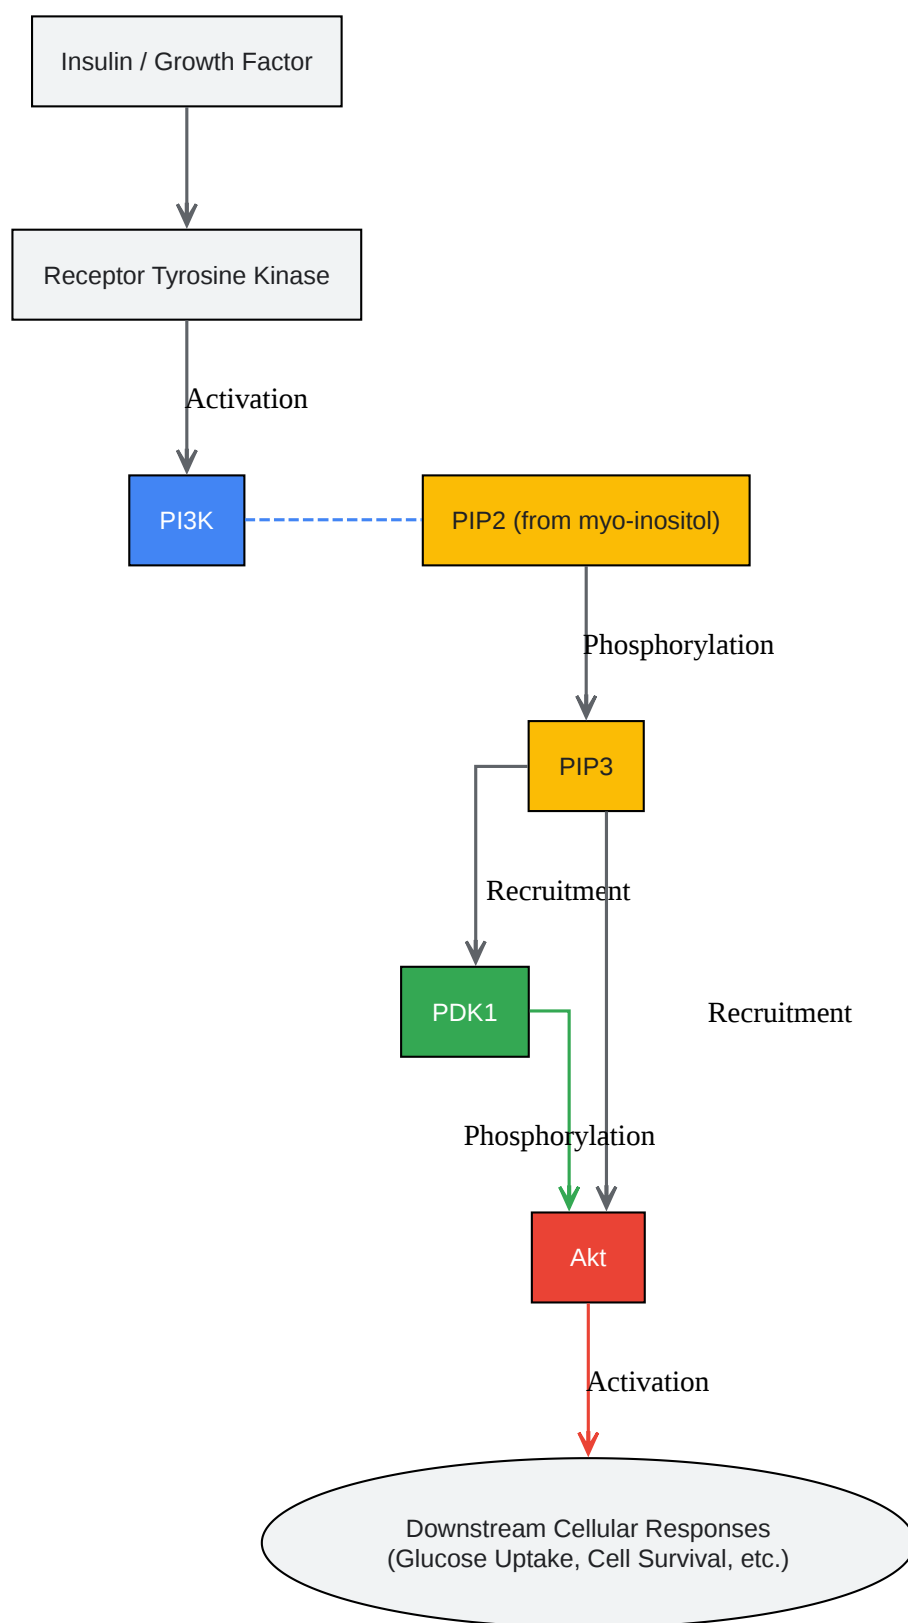 Insulin / Growth Factor
Receptor Tyrosine Kinase
Activation
PI3K
PIP2 (from myo-inositol)
Phosphorylation
PIP3
Recruitment
PDK1
Recruitment
Phosphorylation
Akt
Activation
Downstream Cellular Responses
(Glucose Uptake, Cell Survival, etc.)